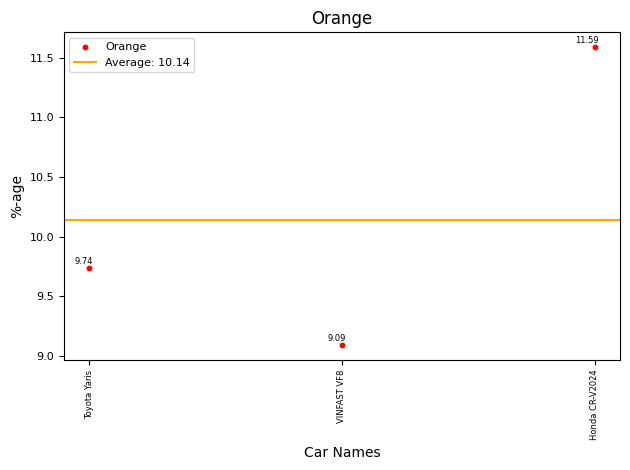 Orange
Orange
Average: 10.14
%-age
11.5
11.0
10.5
10.0
9.5
9.0
9.74
9.09
11.59
Toyota Yaris
VINFAST VF8
Honda CR-V2024
Car Names